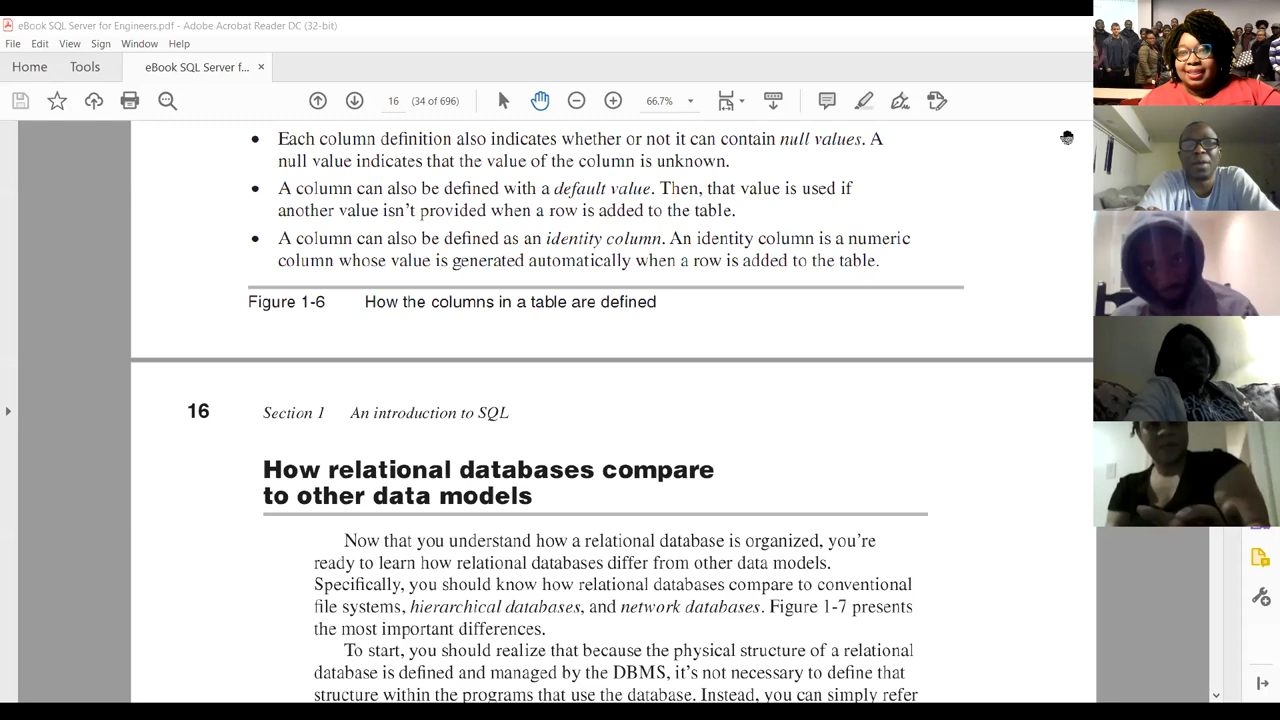 eBook SQL Server for Engineers.pdf - Adobe Acrobat Reader DC (32-bit)
File Edit View Sign Window Help
Home Tools eBook SQL Server f... ×
(34 of 696) 66.7%
• Each column definition also indicates whether or not it can contain null values. A
null value indicates that the value of the column is unknown.
• A column can also be defined with a default value. Then, that value is used if
another value isn't provided when a row is added to the table.
• A column can also be defined as an identity column. An identity column is a numeric
column whose value is generated automatically when a row is added to the table.
Figure 1-6 How the columns in a table are defined
16 Section 1 An introduction to SQL
How relational databases compare
to other data models
Now that you understand how a relational database is organized, you're
ready to learn how relational databases differ from other data models.
Specifically, you should know how relational databases compare to conventional
file systems, hierarchical databases, and network databases. Figure 1-7 presents
the most important differences.
To start, you should realize that because the physical structure of a relational
database is defined and managed by the DBMS, it's not necessary to define that
structure within the programs that use the database. Instead, you can simply refer